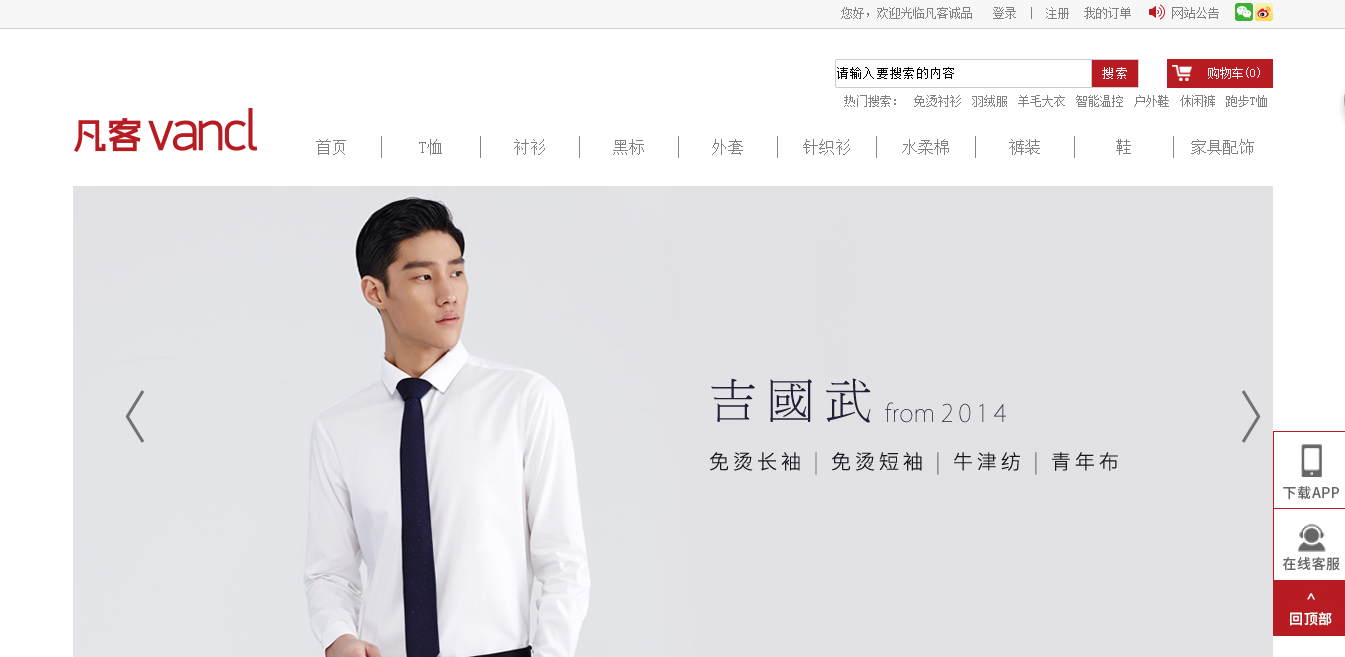 您好，欢迎光临凡客诚品 登录 | 注册 我的订单 网站公告
请输入要搜索的内容 搜索 购物车(0)
热门搜索： 免烫衬衫 羽绒服 羊毛大衣 智能温控 户外鞋 休闲裤 跑步T恤
凡客 vancl
首页 T恤 衬衫 黑标 外套 针织衫 水柔棉 裤装 鞋 家具配饰
吉國武 from 2014
免烫长袖 | 免烫短袖 | 牛津纺 | 青年布
下载APP
在线客服
^
回顶部